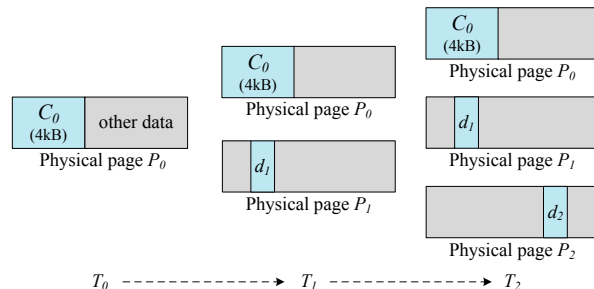 C0
(4kB)
other data
Physical page P0
C0
(4kB)
Physical page P0
d1
Physical page P1
C0
(4kB)
Physical page P0
d1
Physical page P1
d2
Physical page P2
T0
T1
T2